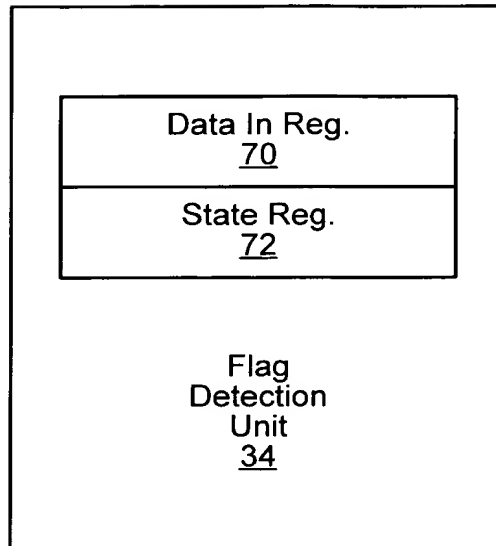 Data In Reg.
70
State Reg.
72
Flag
Detection
Unit
34